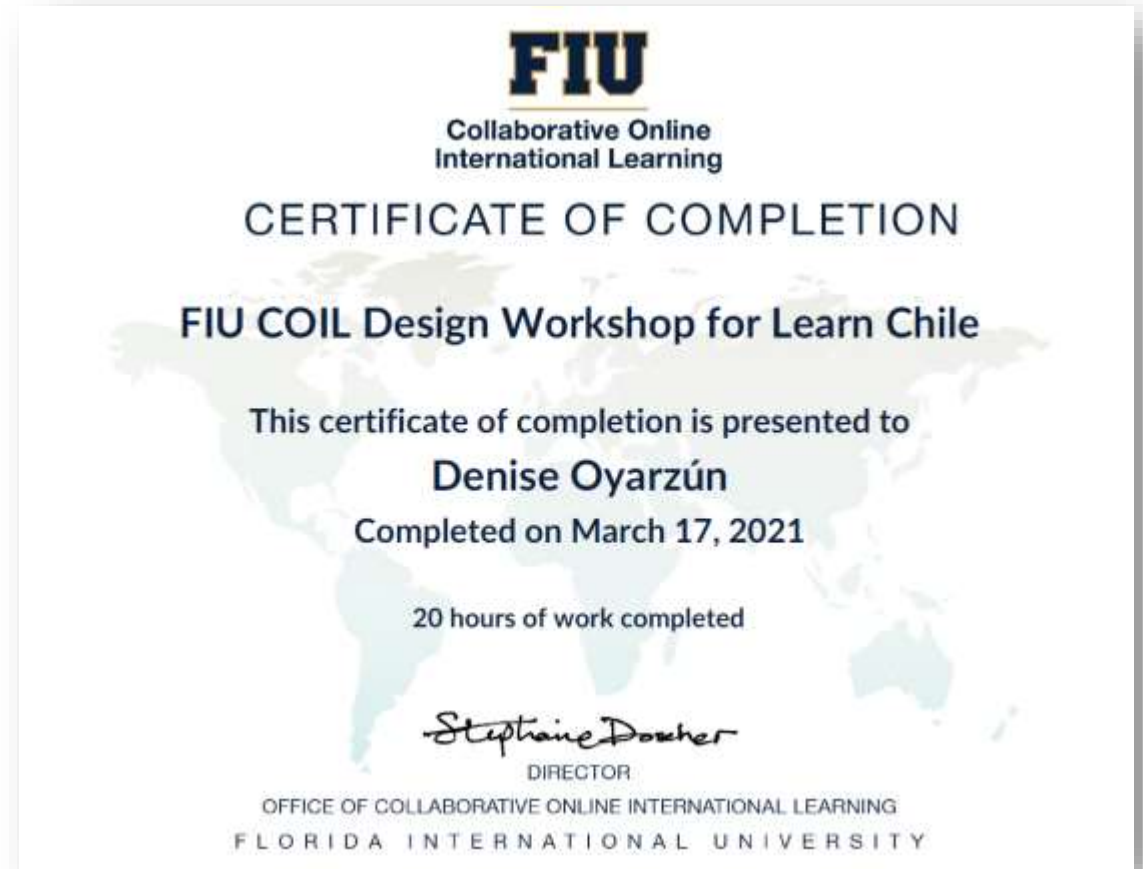 FIU
Collaborative Online
International Learning
CERTIFICATE OF COMPLETION
FIU COIL Design Workshop for Learn Chile
This certificate of completion is presented to
Denise Oyarzún
Completed on March 17, 2021
20 hours of work completed
Stephanie Doscher
DIRECTOR
OFFICE OF COLLABORATIVE ONLINE INTERNATIONAL LEARNING
FLORIDA INTERNATIONAL UNIVERSITY